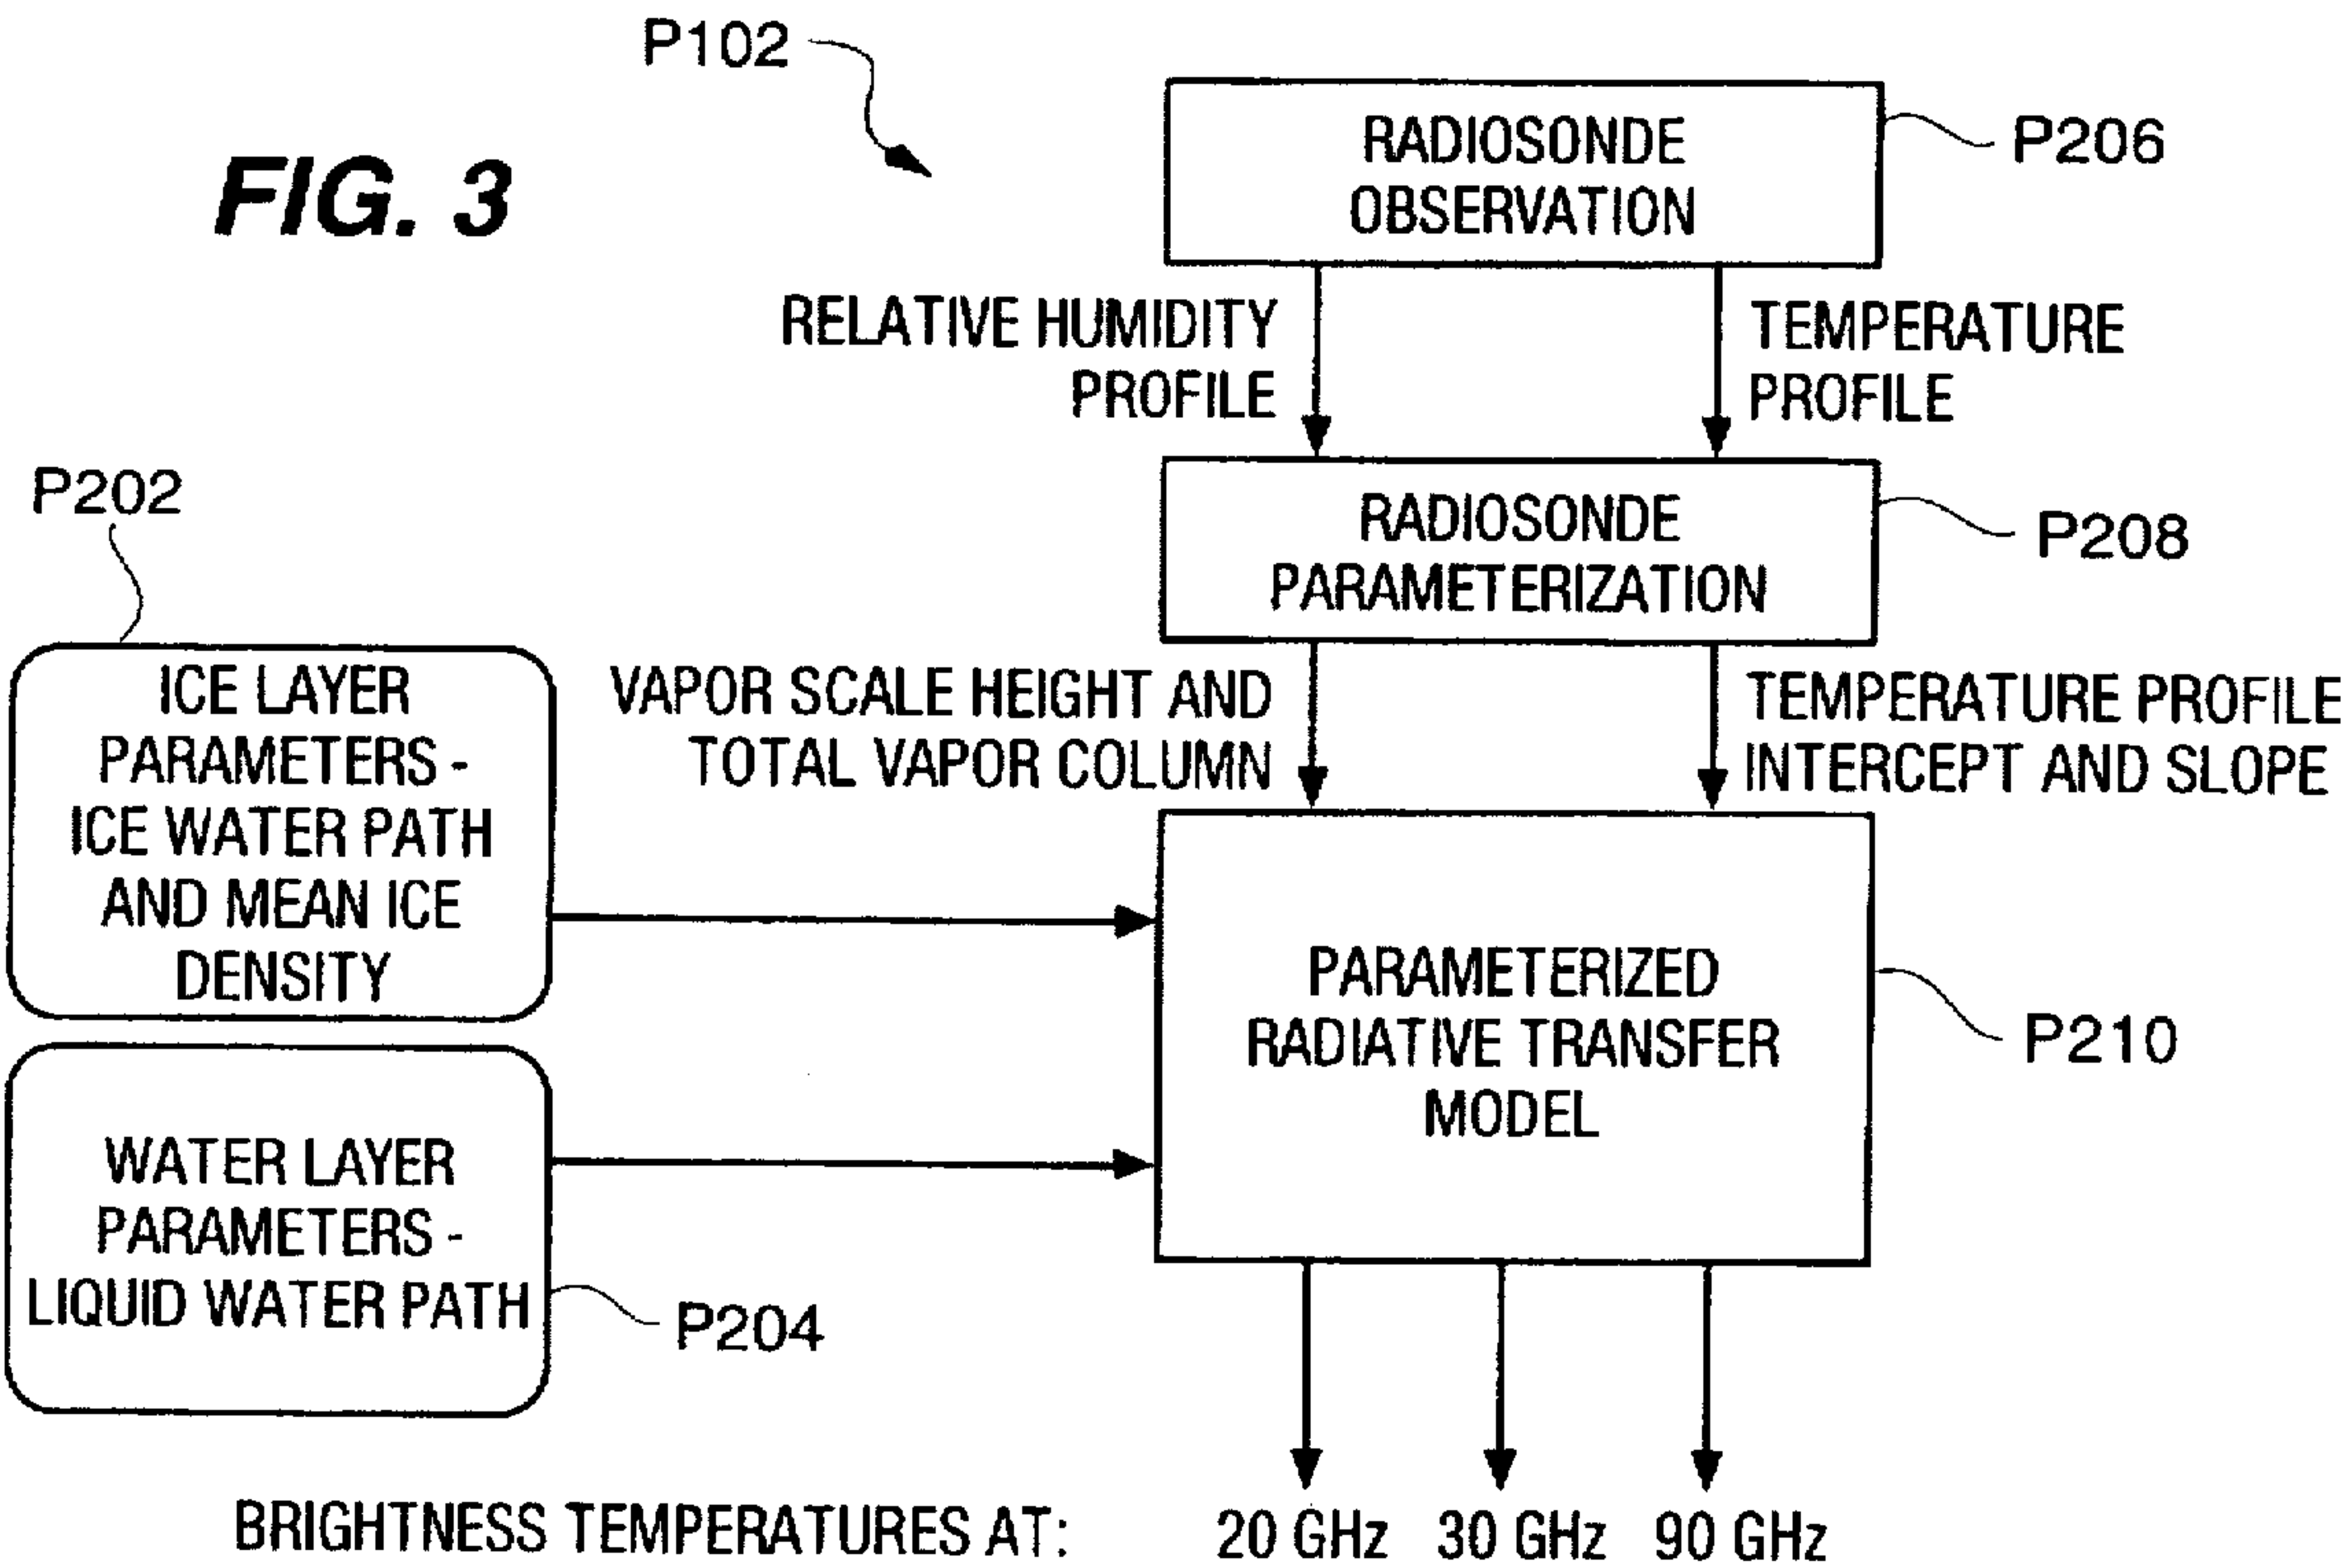 P102
FIG. 3
RADIOSONDE
OBSERVATION
P206
RELATIVE HUMIDITY
PROFILE
TEMPERATURE
PROFILE
P202
RADIOSONDE
PARAMETERIZATION
P208
ICE LAYER
PARAMETERS -
ICE WATER PATH
AND MEAN ICE
DENSITY
VAPOR SCALE HEIGHT AND
TOTAL VAPOR COLUMN
TEMPERATURE PROFILE
INTERCEPT AND SLOPE
PARAMETERIZED
RADIATIVE TRANSFER
MODEL
P210
WATER LAYER
PARAMETERS -
LIQUID WATER PATH
P204
BRIGHTNESS TEMPERATURES AT: 20 GHz 30 GHz 90 GHz